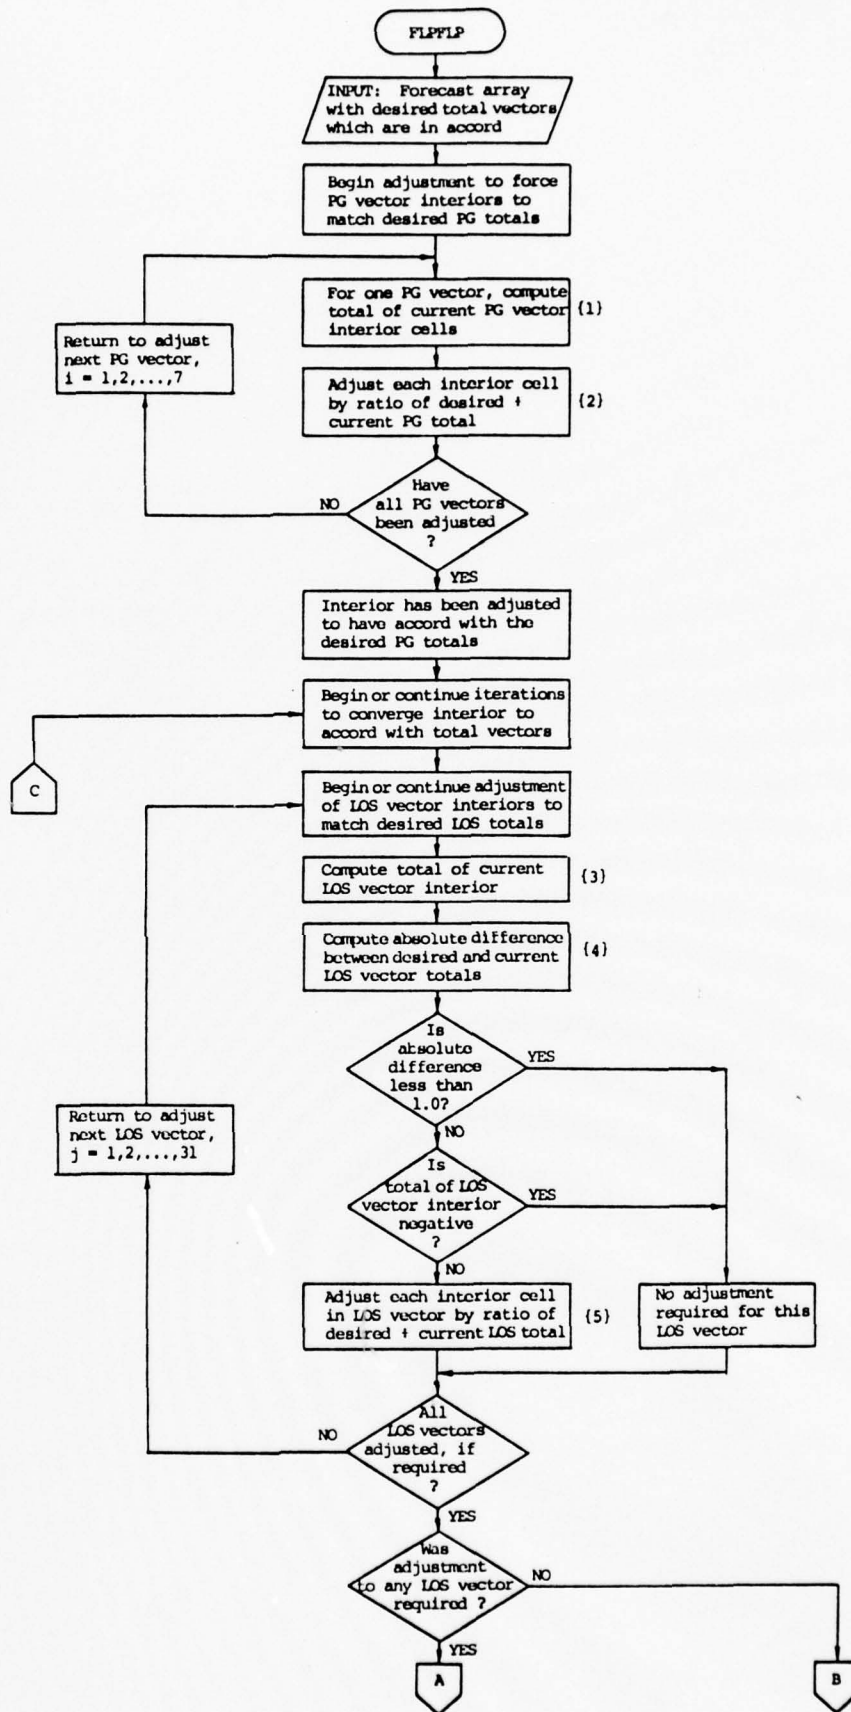 FLPFLP
INPUT: Forecast array
with desired total vectors
which are in accord
Begin adjustment to force
PG vector interiors to
match desired PG totals
For one PG vector, compute
total of current PG vector
interior cells
{1}
Return to adjust
next PG vector,
i = 1,2,...,7
Adjust each interior cell
by ratio of desired ÷
current PG total
{2}
Have
all PG vectors
been adjusted
?
NO
YES
Interior has been adjusted
to have accord with the
desired PG totals
Begin or continue iterations
to converge interior to
accord with total vectors
C
Begin or continue adjustment
of LOS vector interiors to
match desired LOS totals
Compute total of current
LOS vector interior
{3}
Compute absolute difference
between desired and current
LOS vector totals
{4}
Is
absolute
difference
less than
1.0?
YES
NO
Return to adjust
next LOS vector,
j = 1,2,...,31
Is
total of LOS
vector interior
negative
?
YES
NO
Adjust each interior cell
in LOS vector by ratio of
desired ÷ current LOS total
{5}
No adjustment
required for this
LOS vector
All
LOS vectors
adjusted, if
required
?
NO
YES
Was
adjustment
to any LOS vector
required ?
NO
YES
A
B